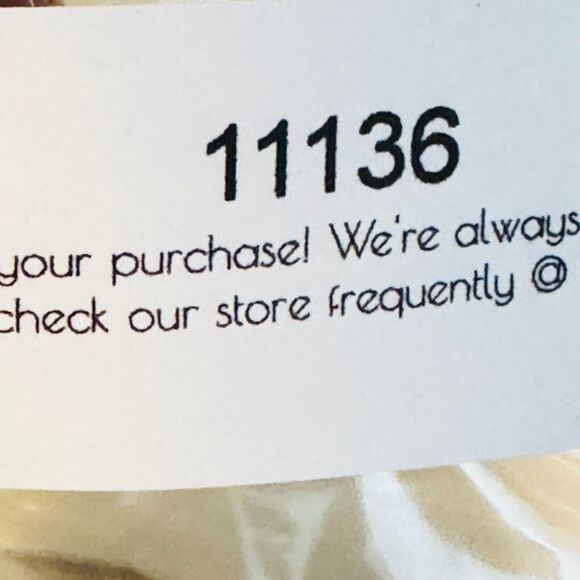 11136
your purchase! We're always
check our store frequently @